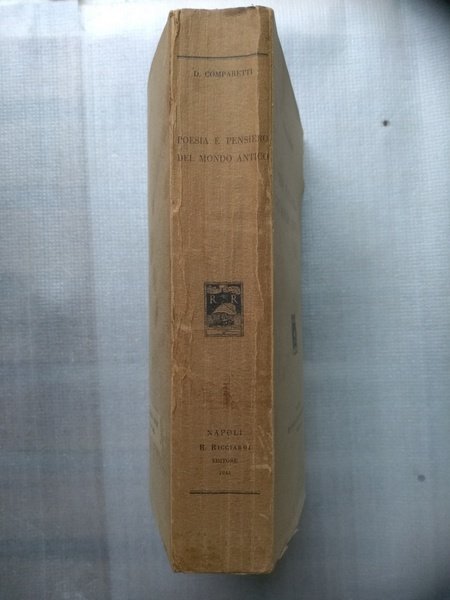 D. COMPARETTI
POESIA E PENSIERO
DEL MONDO ANTICO
R R
NAPOLI
R. RICCIARDI
EDITORE